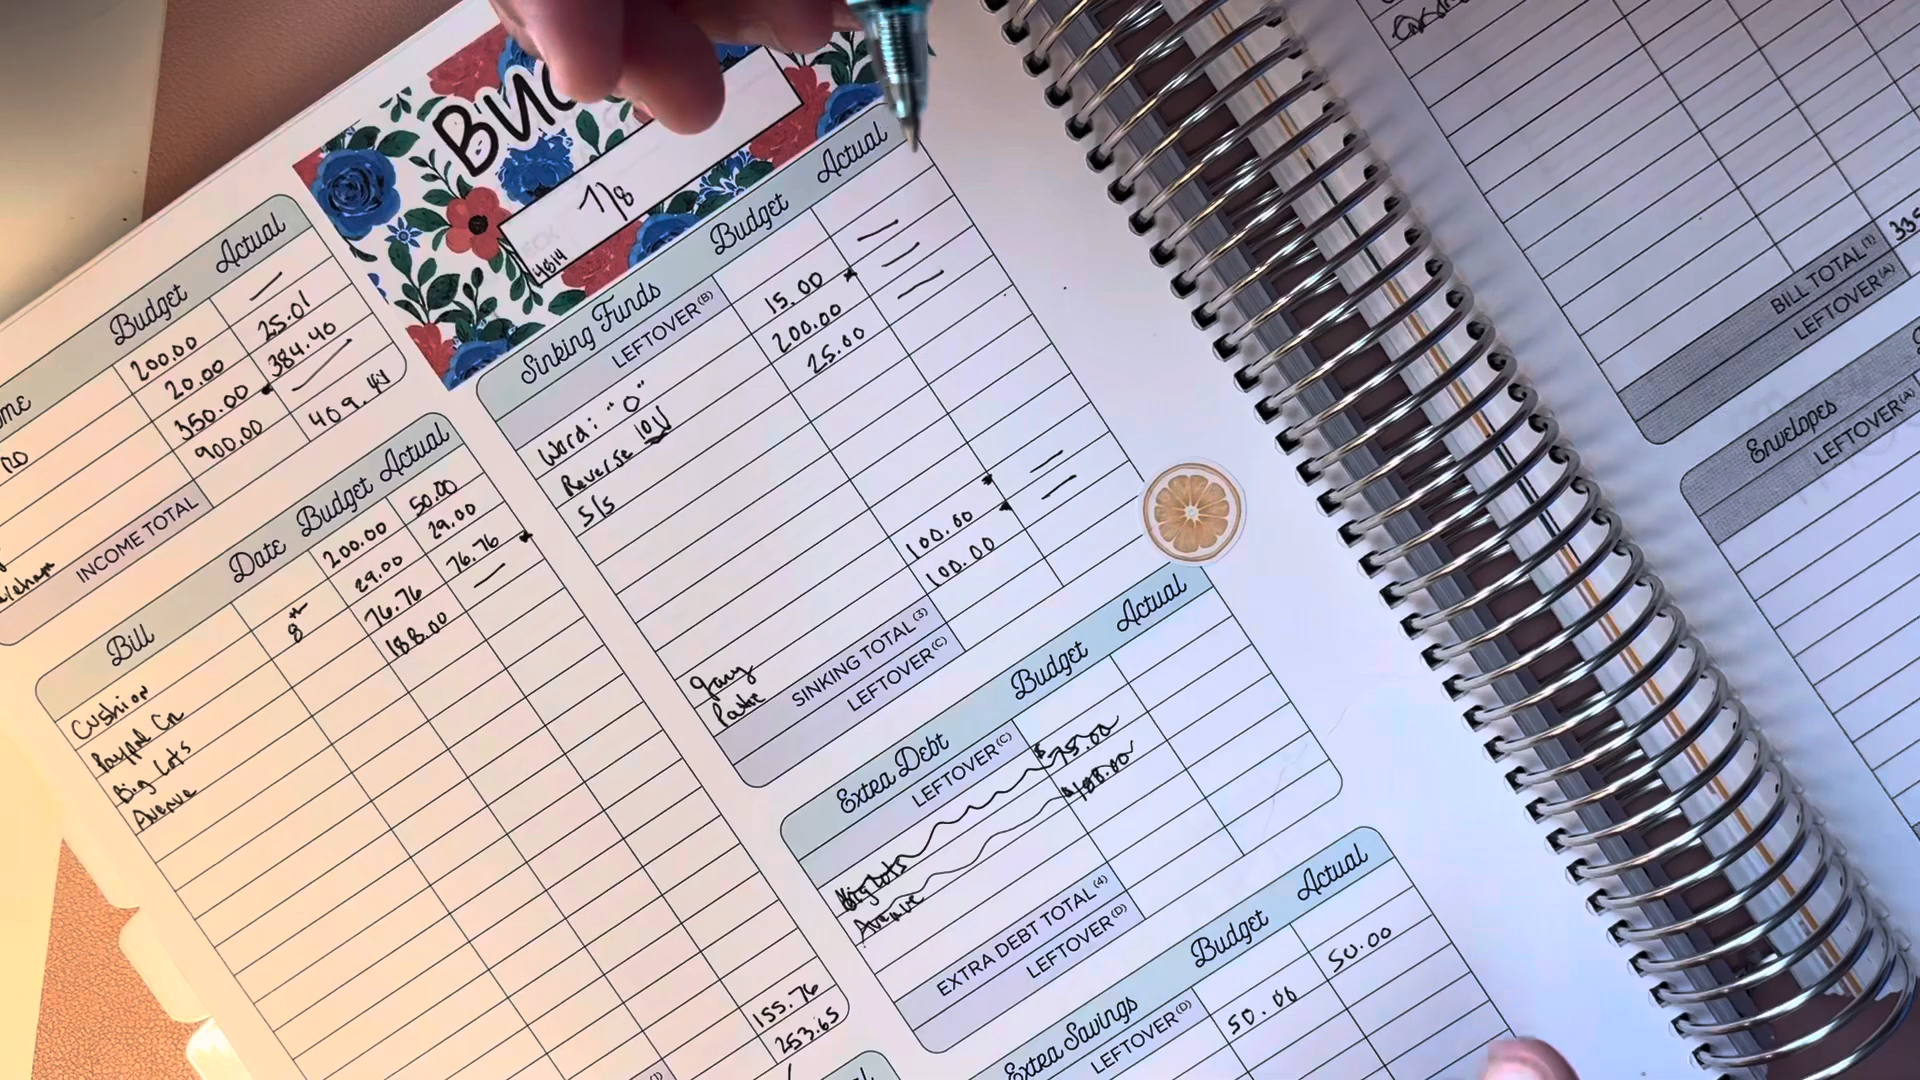 Budget Actual
200.00 —
20.00 25.01
350.00 384.40
900.00
INCOME TOTAL 409.41
7/8
Bill Date Budget Actual
Cushion 200.00 50.00
Paypal Cr 8th 29.00 29.00
Big Lots 76.76 76.76
Avenue 188.00 —
155.76
253.65
Sinking Funds Budget Actual
LEFTOVER (B)
Word: "O" 15.00 —
Reverse IOU 200.00 —
S/S 25.00 —
100.00 —
100.00 —
SINKING TOTAL (3)
LEFTOVER (C)
Extra Debt Budget Actual
LEFTOVER (C)
Big Lots 75.00
Avenue
EXTRA DEBT TOTAL (4)
LEFTOVER (D)
Extra Savings Budget Actual
LEFTOVER (D)
50.00 50.00
BILL TOTAL (1)
LEFTOVER (A)
Envelopes
LEFTOVER (A)